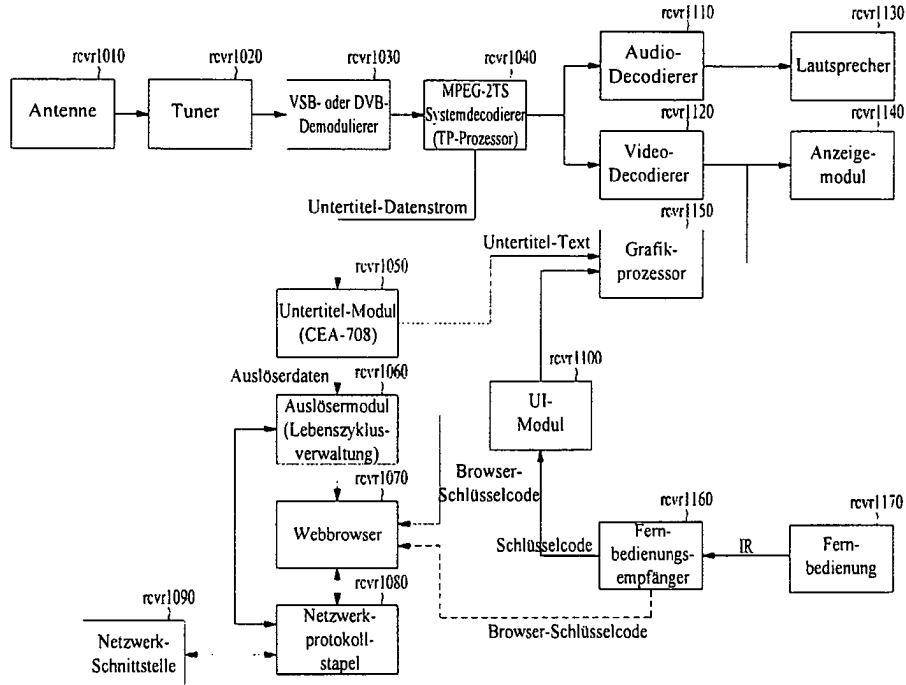 rcvr1010
Antenne
rcvr1020
Tuner
rcvr1030
VSB- oder DVB-
Demodulierer
rcvr1040
MPEG-2TS
Systemdecodierer
(TP-Prozessor)
rcvr1110
Audio-
Decodierer
rcvr1130
Lautsprecher
rcvr1120
Video-
Decodierer
rcvr1140
Anzeige-
modul
Untertitel-Datenstrom
rcvr1150
Grafik-
prozessor
Untertitel-Text
rcvr1050
Untertitel-Modul
(CEA-708)
Auslöserdaten
rcvr1060
Auslösermodul
(Lebenszyklus-
verwaltung)
rcvr1100
UI-
Modul
rcvr1070
Webbrowser
Browser-
Schlüsselcode
Schlüsselcode
rcvr1160
Fern-
bedienungs-
empfänger
IR
rcvr1170
Fern-
bedienung
rcvr1080
Netzwerk-
protokoll-
stapel
rcvr1090
Netzwerk-
Schnittstelle
Browser-Schlüsselcode